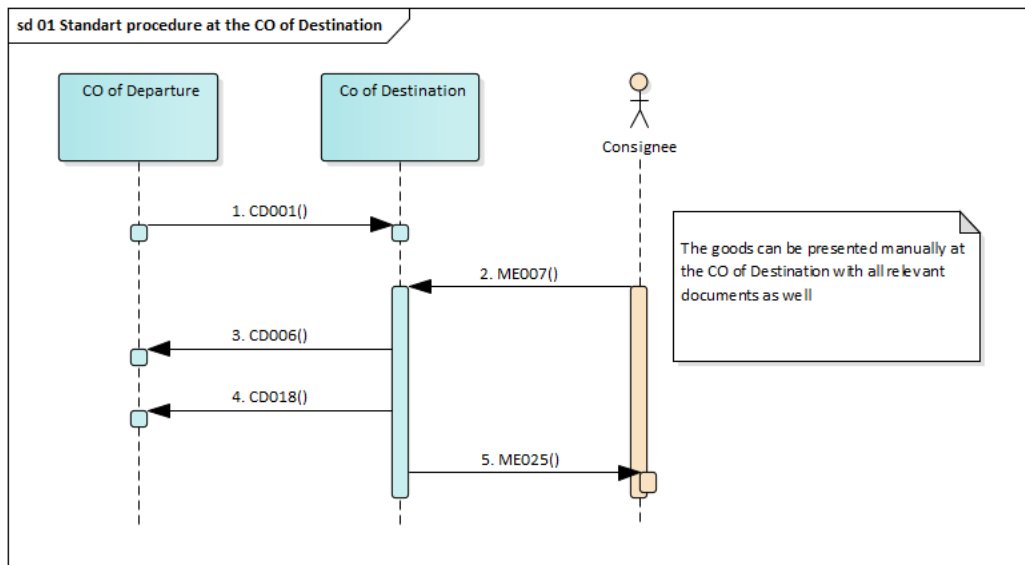 sd 01 Standart procedure at the CO of Destination
CO of Departure
Co of Destination
Consignee
1. CD001()
2. ME007()
The goods can be presented manually at
the CO of Destination with all relevant
documents as well
3. CD006()
4. CD018()
5. ME025()